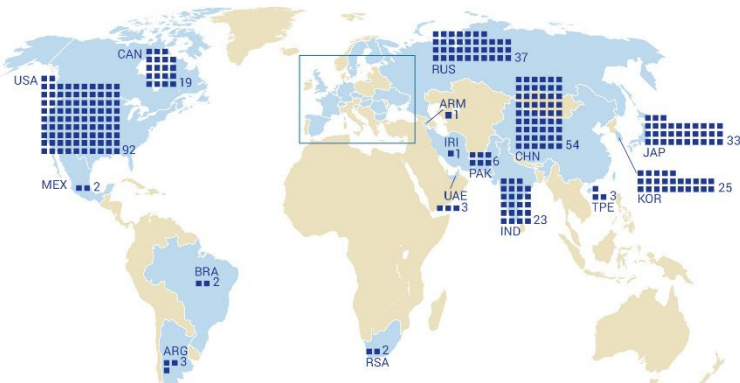 CAN
19
USA
92
MEX 2
BRA
2
ARG
3
RUS
37
ARM
1
IRI
1
PAK
6
UAE
3
IND
23
CHN
54
JAP
33
KOR
25
TPE
3
RSA
2